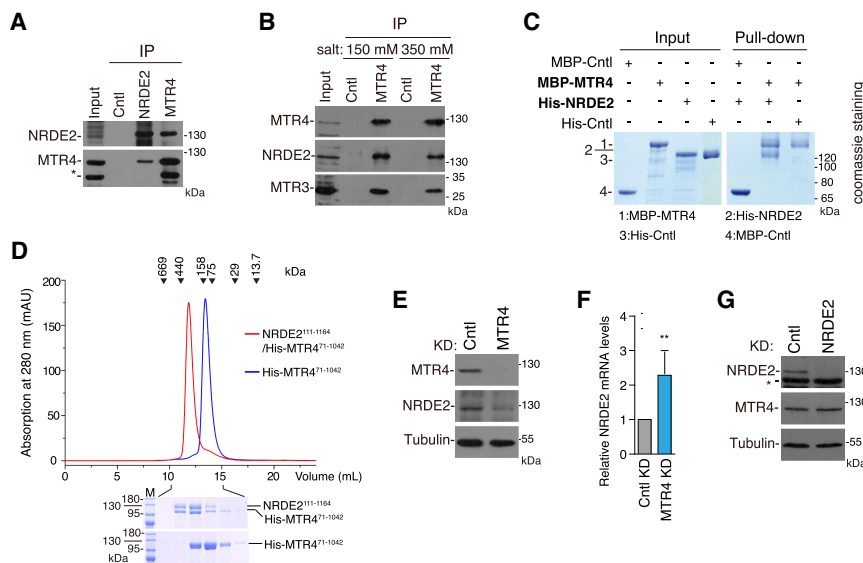 A
IP
Input
Cntl
NRDE2
MTR4
NRDE2
-130
MTR4
-130
*
kDa
B
IP
salt: 150 mM 350 mM
Input
Cntl
MTR4
Cntl
MTR4
MTR4
-130
NRDE2
-130
MTR3
-35
-25
kDa
C
Input Pull-down
MBP-Cntl + - - - + - -
MBP-MTR4 - + - - - + +
His-NRDE2 - - + - + + -
His-Cntl - - - + - - +
1-
2
3-
4-
120
100
80
65
kDa
coomassie staining
1:MBP-MTR4 2:His-NRDE2
3:His-Cntl 4:MBP-Cntl
D
669
440
158
75
29
13.7
kDa
Absorption at 280 nm (mAU)
200
150
100
50
0
0 5 10 15 20
Volume (mL)
NRDE2111-1164
/His-MTR471-1042
His-MTR471-1042
M
180-
130
95-
NRDE2111-1164
His-MTR471-1042
180-
130
95-
kDa
His-MTR471-1042
E
KD:
Cntl
MTR4
MTR4-
-130
NRDE2-
-130
Tubulin-
-55
kDa
F
Relative NRDE2 mRNA levels
4
3
2
1
0
**
Cntl KD
MTR4 KD
G
KD:
Cntl
NRDE2
NRDE2
*
-130
MTR4-
-130
Tubulin-
-55
kDa